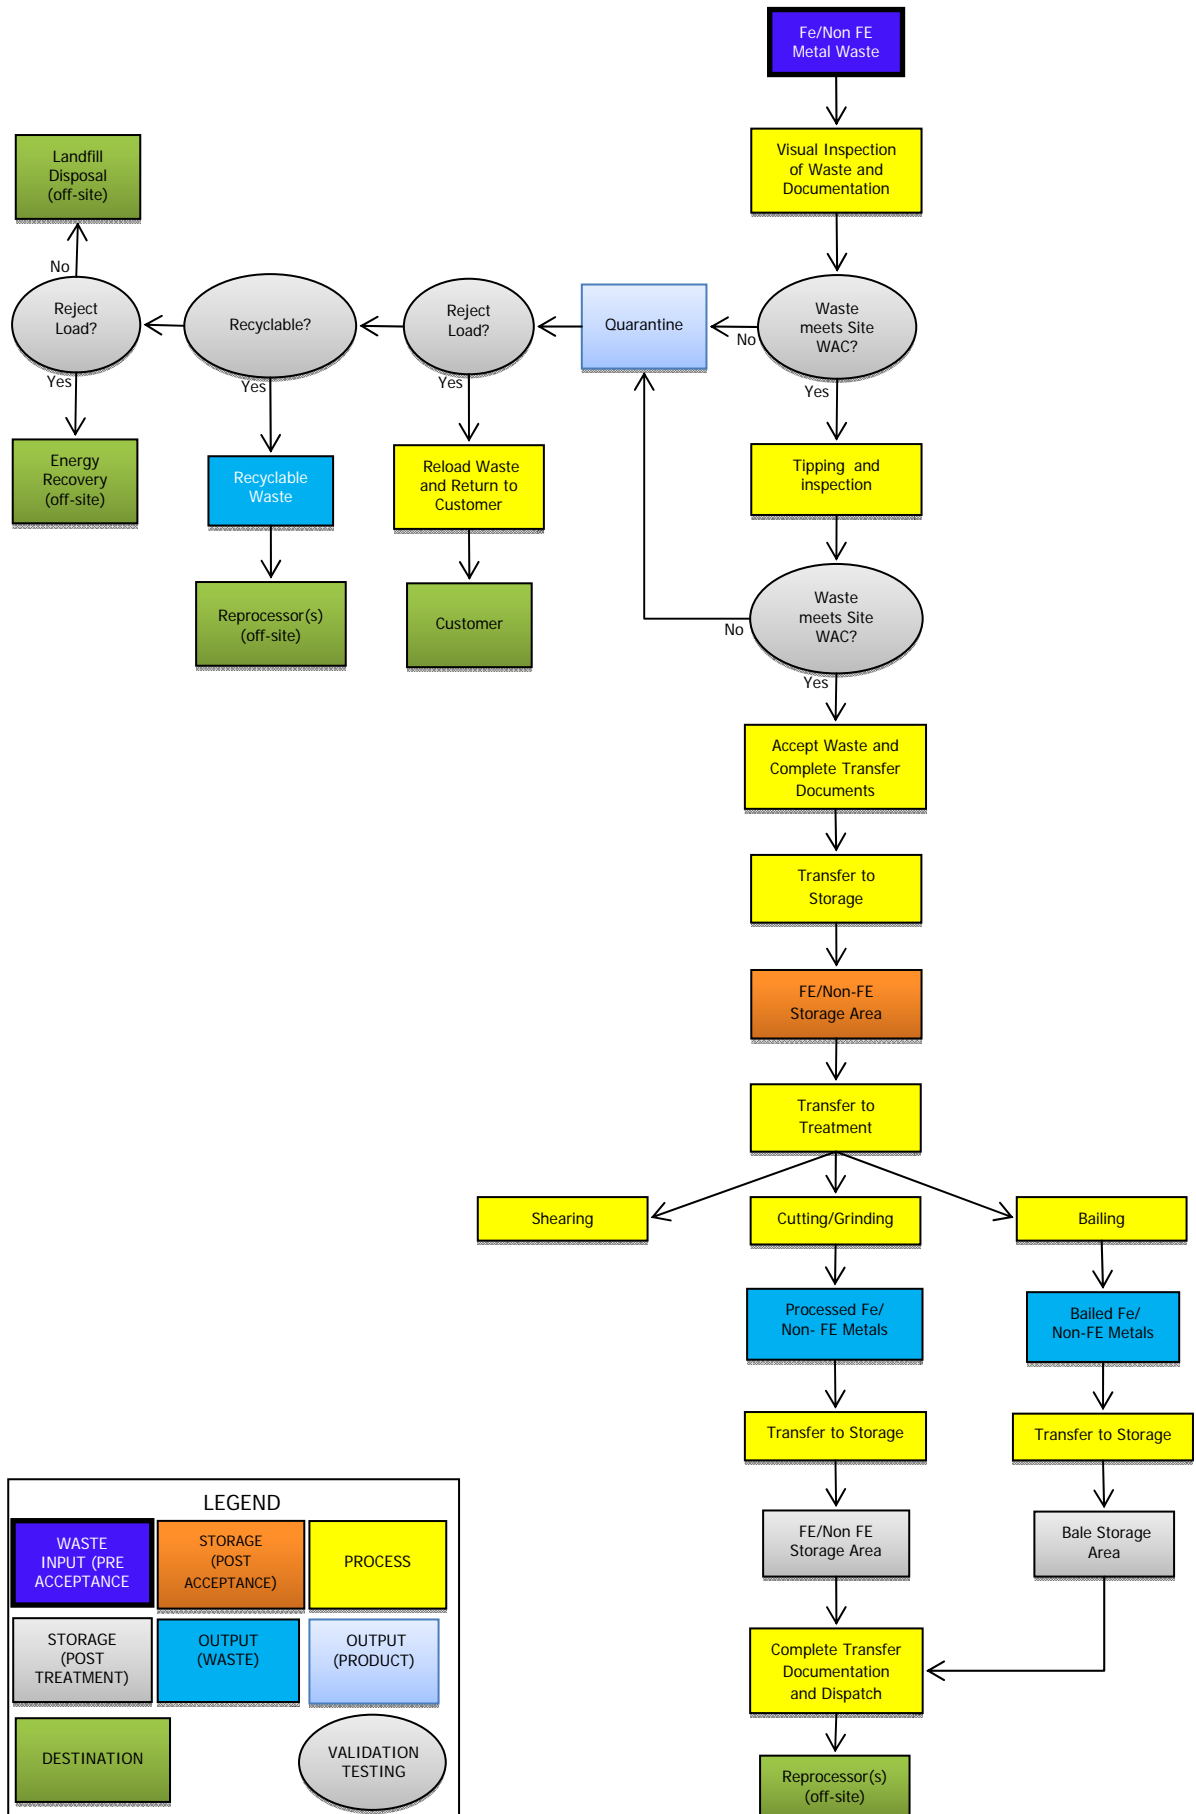 Fe/Non FE
Metal Waste
Visual Inspection
of Waste and
Documentation
Landfill
Disposal
(off-site)
No
Reject
Load?
Yes
Recyclable?
Yes
Reject
Load?
Yes
Quarantine
No
Waste
meets Site
WAC?
Yes
Energy
Recovery
(off-site)
Recyclable
Waste
Reload Waste
and Return to
Customer
Tipping and
inspection
Reprocessor(s)
(off-site)
Customer
Waste
meets Site
WAC?
No
Yes
Accept Waste and
Complete Transfer
Documents
Transfer to
Storage
FE/Non-FE
Storage Area
Transfer to
Treatment
Shearing
Cutting/Grinding
Bailing
Processed Fe/
Non- FE Metals
Bailed Fe/
Non-FE Metals
Transfer to Storage
Transfer to Storage
FE/Non FE
Storage Area
Bale Storage
Area
Complete Transfer
Documentation
and Dispatch
Reprocessor(s)
(off-site)
LEGEND
WASTE
INPUT (PRE
ACCEPTANCE
STORAGE
(POST
ACCEPTANCE)
PROCESS
STORAGE
(POST
TREATMENT)
OUTPUT
(WASTE)
OUTPUT
(PRODUCT)
DESTINATION
VALIDATION
TESTING